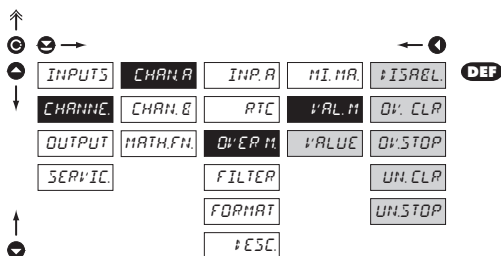 INPUTS CHAN. A INP. A MI. MA. DISABL. DEF
CHANNE. CHAN. B RTC VAL. M OV. CLR
OUTPUT MATH.FN. OVER M. VALUE OV.STOP
SERVIC. FILTER UN. CLR
FORMAT UN.STOP
DESC.